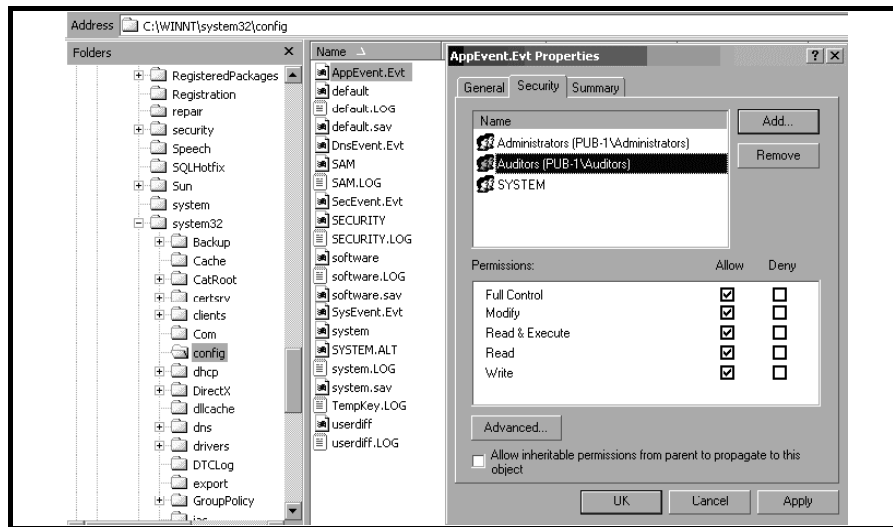 Address C:\WINNT\system32\config
Folders
RegisteredPackages
Registration
repair
security
Speech
SQLHotfix
Sun
system
system32
Backup
Cache
CatRoot
certsrv
clients
Com
config
dhcp
DirectX
dllcache
dns
drivers
DTCLog
export
GroupPolicy
Name
AppEvent.Evt
default
default.LOG
default.sav
DnsEvent.Evt
SAM
SAM.LOG
SecEvent.Evt
SECURITY
SECURITY.LOG
software
software.LOG
software.sav
SysEvent.Evt
system
SYSTEM.ALT
system.LOG
system.sav
TempKey.LOG
userdiff
userdiff.LOG
AppEvent.Evt Properties
General Security Summary
Name
Add...
Administrators (PUB-1\Administrators)
Remove
Auditors (PUB-1\Auditors)
SYSTEM
Permissions: Allow Deny
Full Control
Modify
Read & Execute
Read
Write
Advanced...
Allow inheritable permissions from parent to propagate to this
object
OK Cancel Apply